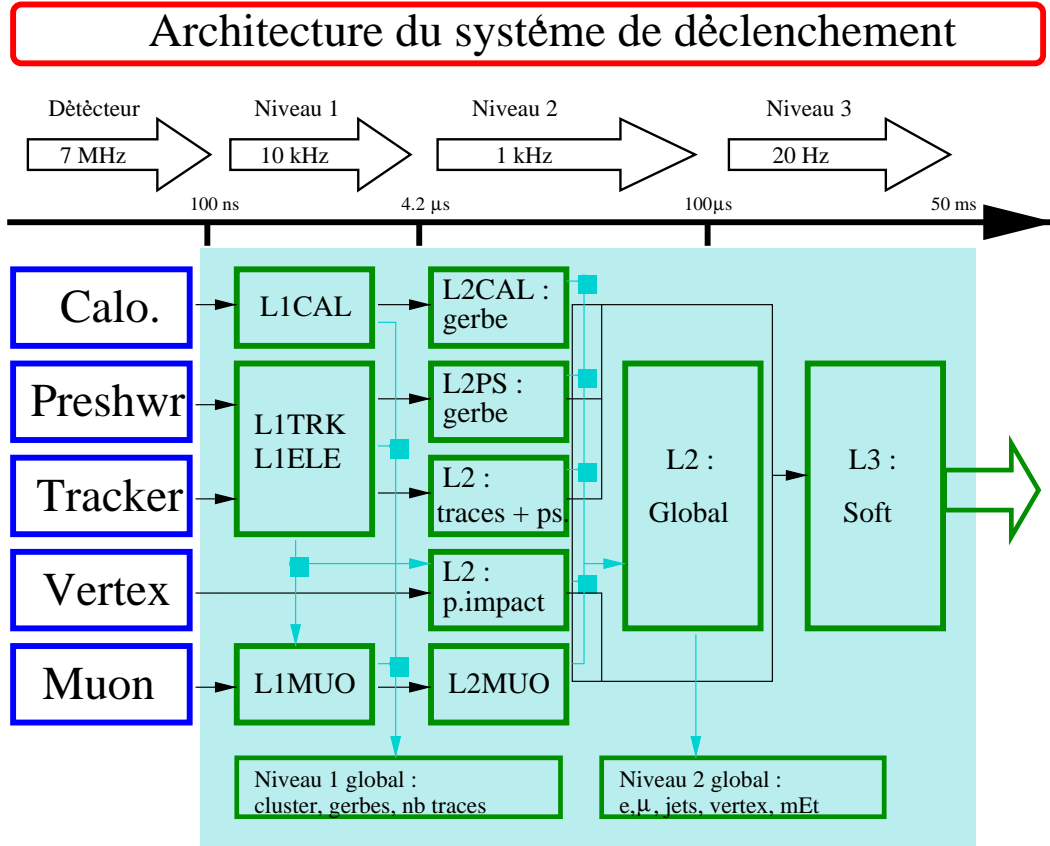 Architecture du systéme de dėclenchement
Dėtėcteur
Niveau 1
Niveau 2
Niveau 3
7 MHz
10 kHz
1 kHz
20 Hz
100 ns
4.2 µs
100µs
50 ms
Calo.
L1CAL
L2CAL :
gerbe
Preshwr
L1TRK
L1ELE
L2PS :
gerbe
Tracker
L2 :
traces + ps.
L2 :
Global
L3 :
Soft
Vertex
L2 :
p.impact
Muon
L1MUO
L2MUO
Niveau 1 global :
cluster, gerbes, nb traces
Niveau 2 global :
e,µ, jets, vertex, mEt